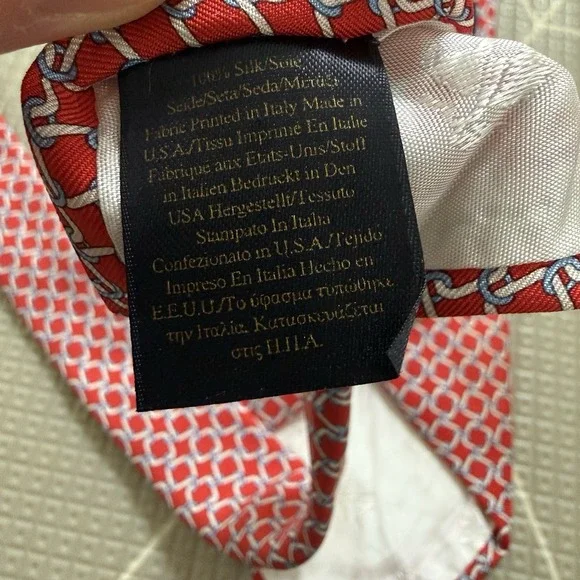 100% Silk/Soie
Seide/Seta/Seda/Μετάξι
Fabric Printed in Italy Made in
U.S.A/Tissu Imprimé En Italie
Fabriqué aux Etats-Unis/Stoff
in Italien Bedruckt in Den
USA Hergestellt/Tessuto
Stampato In Italia
Confezionato in U.S.A./Tejido
Impreso En Italia Hecho en
E.E.U.U/Το ύφασμα τυπώθηκε
την Ιταλία. Κατασκευάζεται
στις Η.Π.Α.